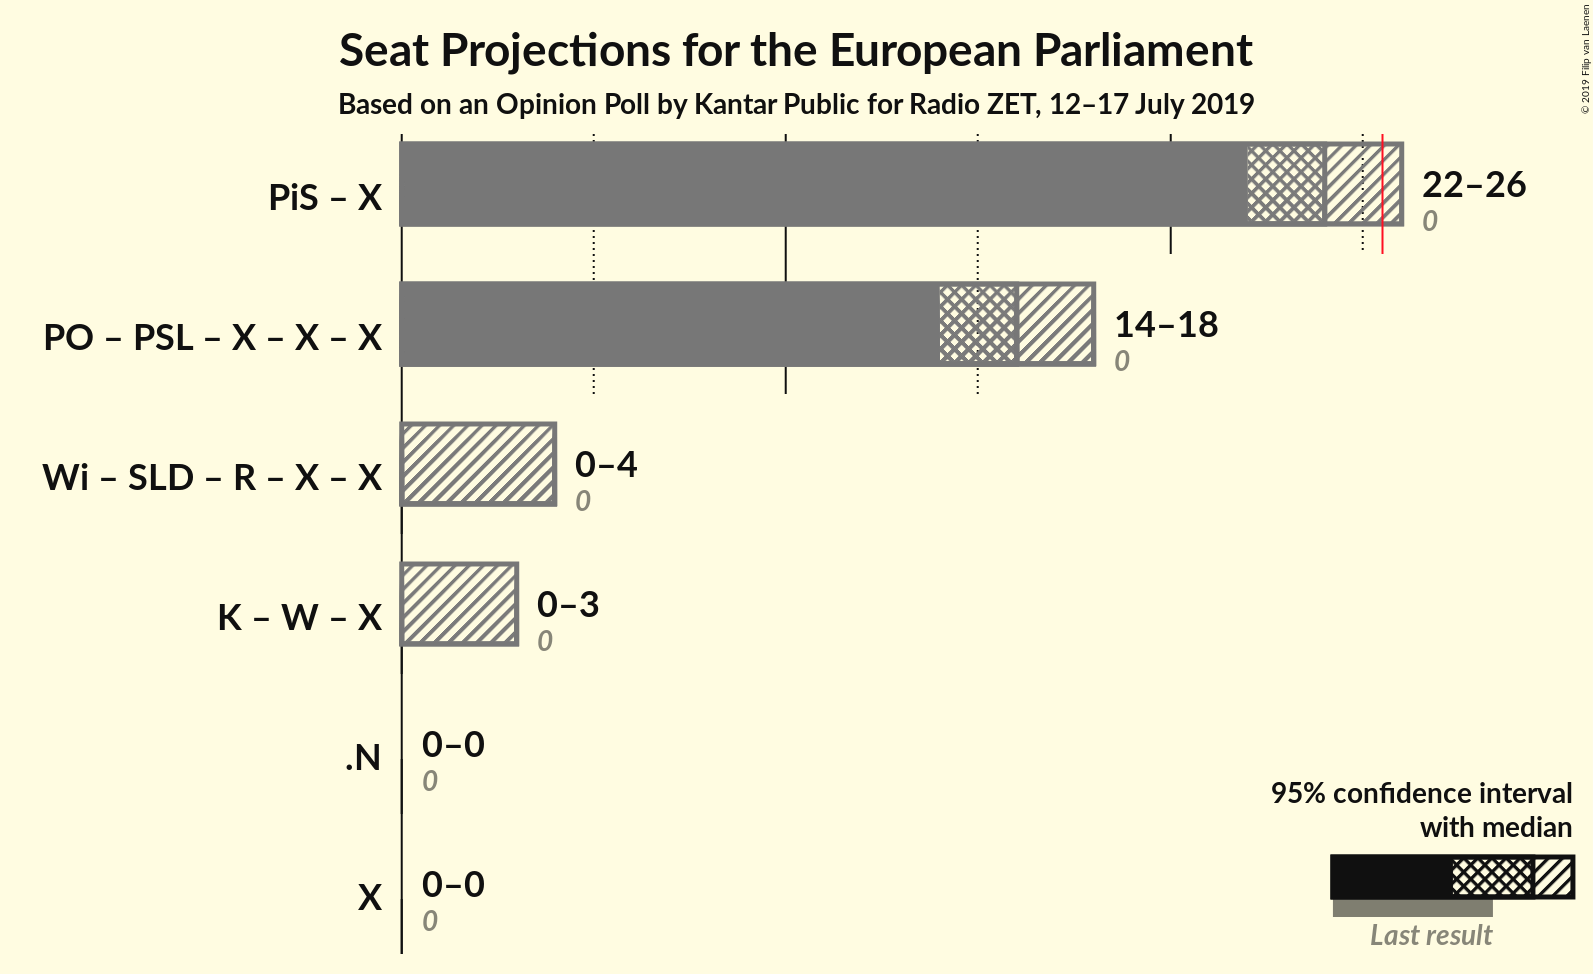 Seat Projections for the European Parliament
Based on an Opinion Poll by Kantar Public for Radio ZET, 12–17 July 2019
© 2019 Filip van Laenen
PiS – X
22–26
0
PO – PSL – X – X – X
14–18
0
Wi – SLD – R – X – X
0–4
0
K – W – X
0–3
0
.N
0–0
0
X
0–0
0
95% confidence interval
with median
Last result